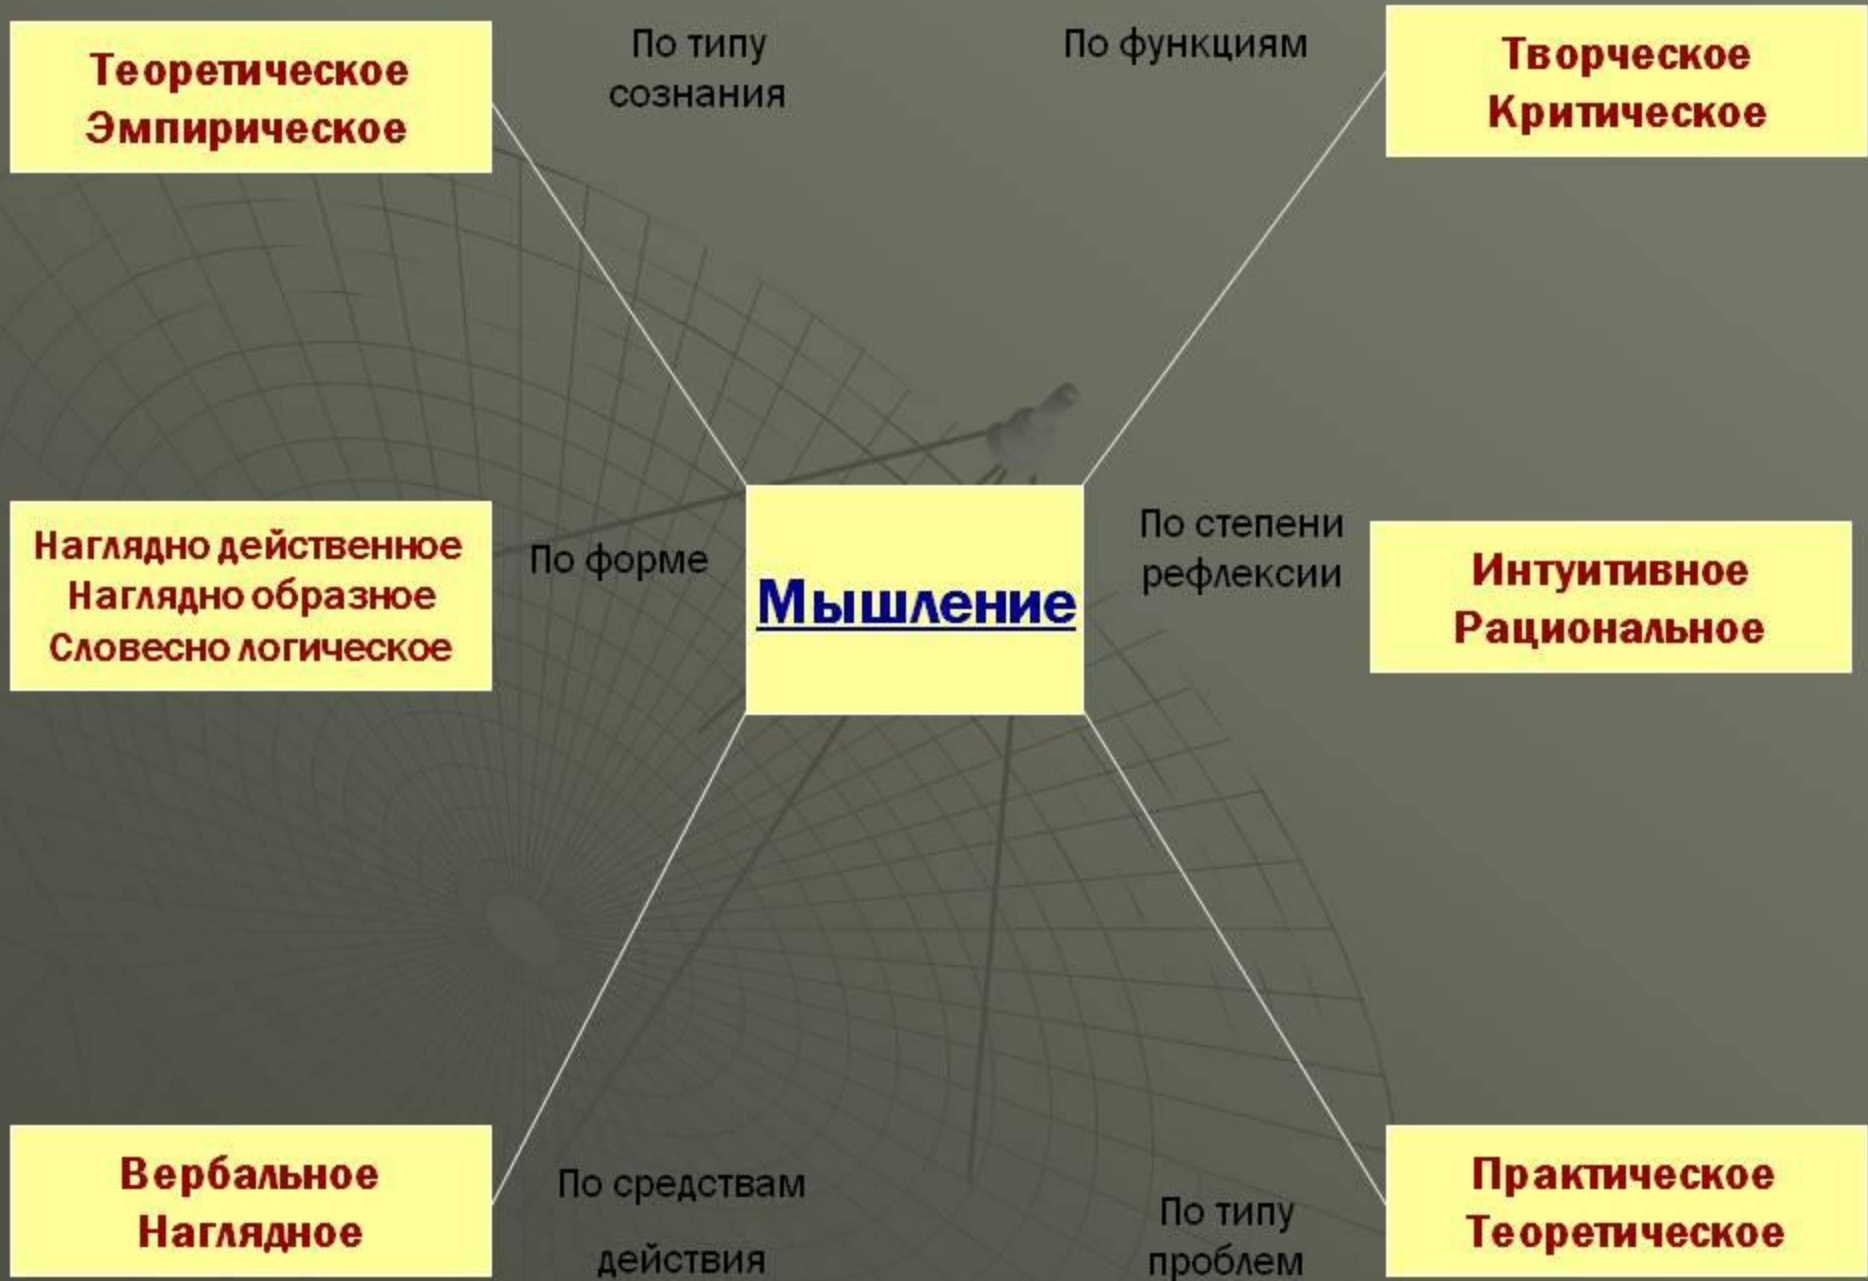 Теоретическое
Эмпирическое
По типу
сознания
По функциям
Творческое
Критическое
Наглядно действенное
Наглядно образное
Словесно логическое
По форме
Мышление
По степени
рефлексии
Интуитивное
Рациональное
Вербальное
Наглядное
По средствам
действия
По типу
проблем
Практическое
Теоретическое